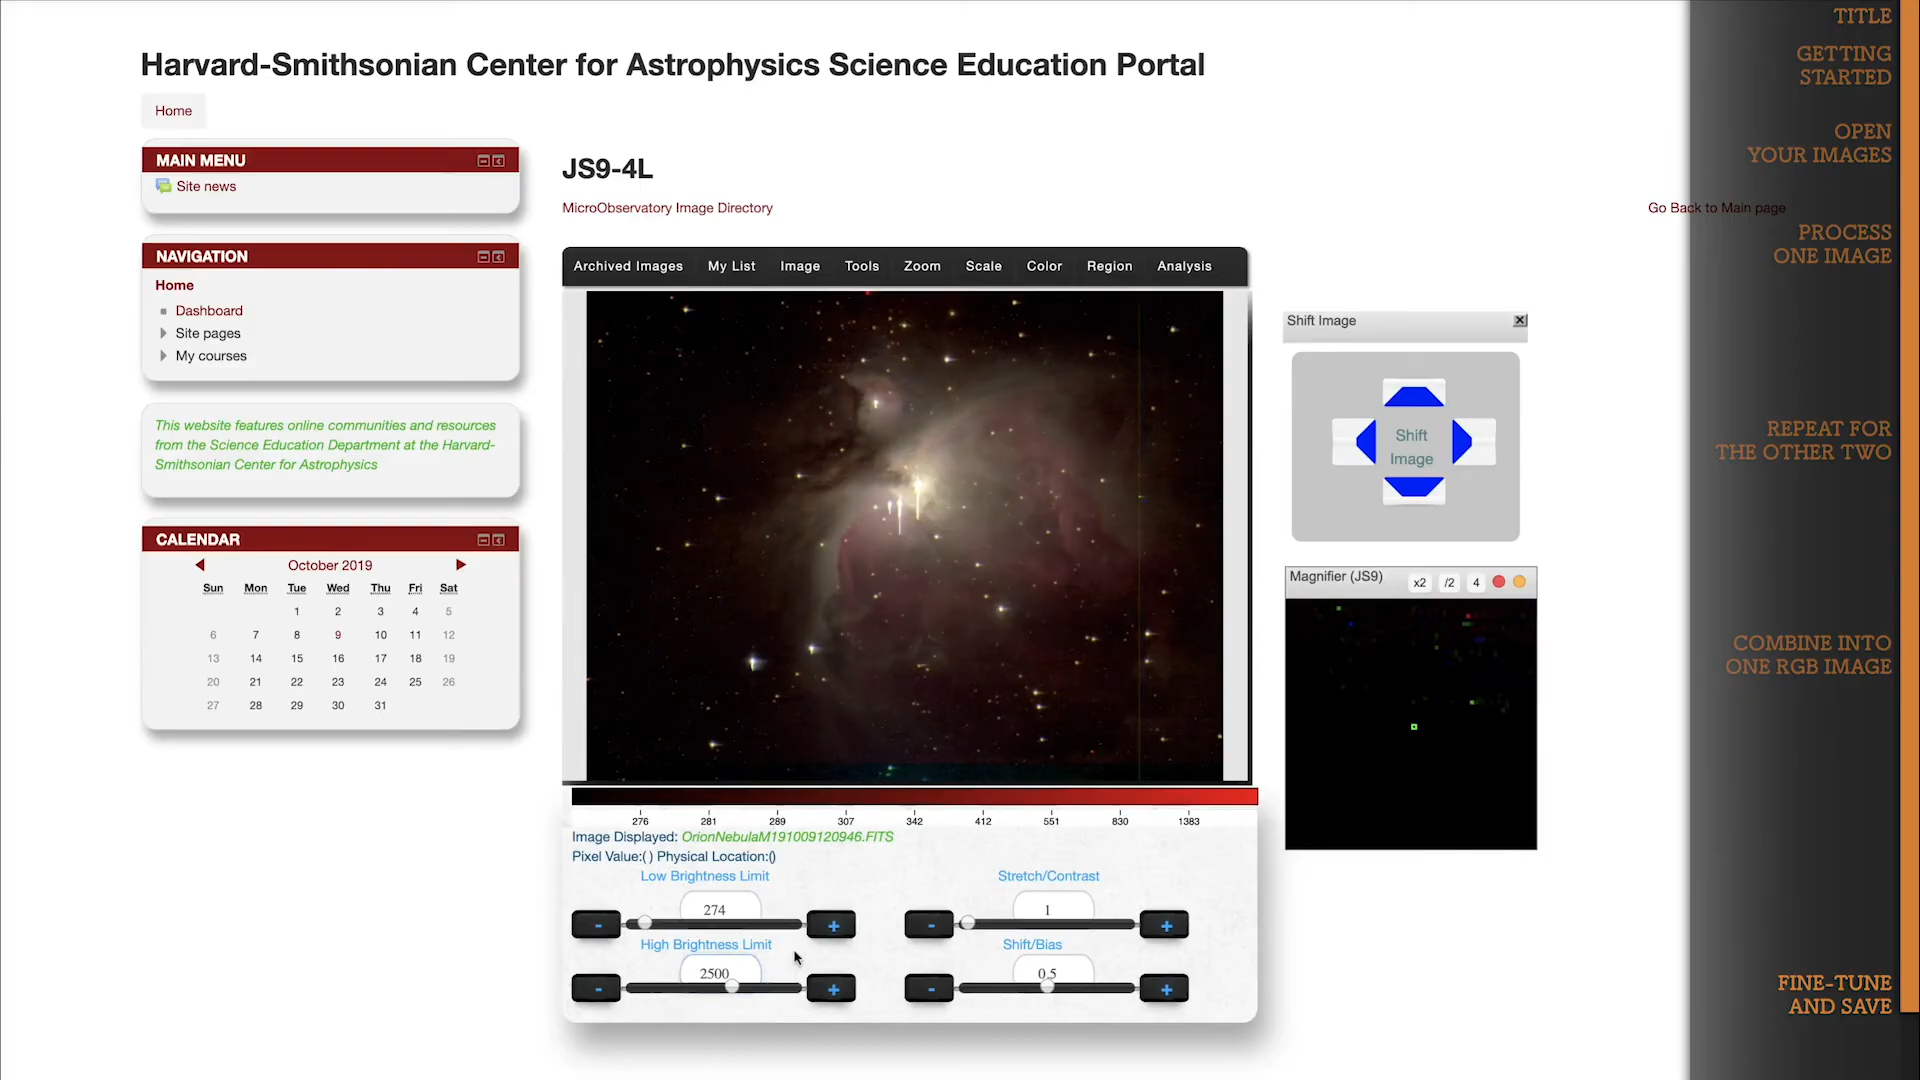 Harvard-Smithsonian Center for Astrophysics Science Education Portal
Home
MAIN MENU
Site news
NAVIGATION
Home
Dashboard
Site pages
My courses
This website features online communities and resources
from the Science Education Department at the Harvard-
Smithsonian Center for Astrophysics
CALENDAR
October 2019
Sun Mon Tue Wed Thu Fri Sat
1 2 3 4 5
6 7 8 9 10 11 12
13 14 15 16 17 18 19
20 21 22 23 24 25 26
27 28 29 30 31
JS9-4L
MicroObservatory Image Directory
Go Back to Main page
Archived Images My List Image Tools Zoom Scale Color Region Analysis
276 281 289 307 342 412 551 830 1383
Image Displayed: OrionNebulaM191009120946.FITS
Pixel Value:( ) Physical Location:()
Low Brightness Limit
274
- +
High Brightness Limit
2500
- +
Stretch/Contrast
1
- +
Shift/Bias
0.5
- +
Shift Image
Shift
Image
Magnifier (JS9) x2 /2 4
TITLE
GETTING
STARTED
OPEN
YOUR IMAGES
PROCESS
ONE IMAGE
REPEAT FOR
THE OTHER TWO
COMBINE INTO
ONE RGB IMAGE
FINE-TUNE
AND SAVE